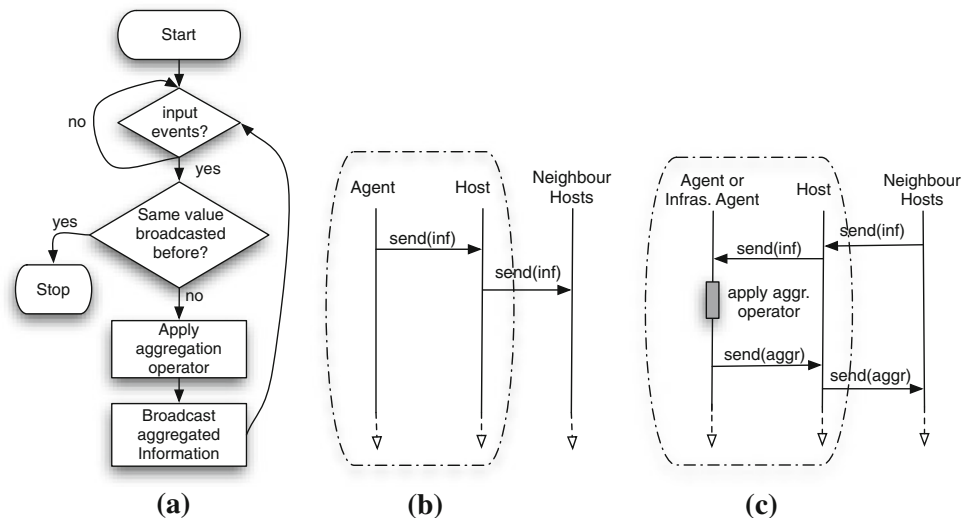 Start
input
events?
no
yes
Same value
broadcasted
before?
yes
Stop
no
Apply
aggregation
operator
Broadcast
aggregated
Information
(a)
Agent
Host
Neighbour
Hosts
send(inf)
send(inf)
(b)
Agent or
Infras. Agent
Host
Neighbour
Hosts
send(inf)
send(inf)
apply aggr.
operator
send(aggr)
send(aggr)
(c)